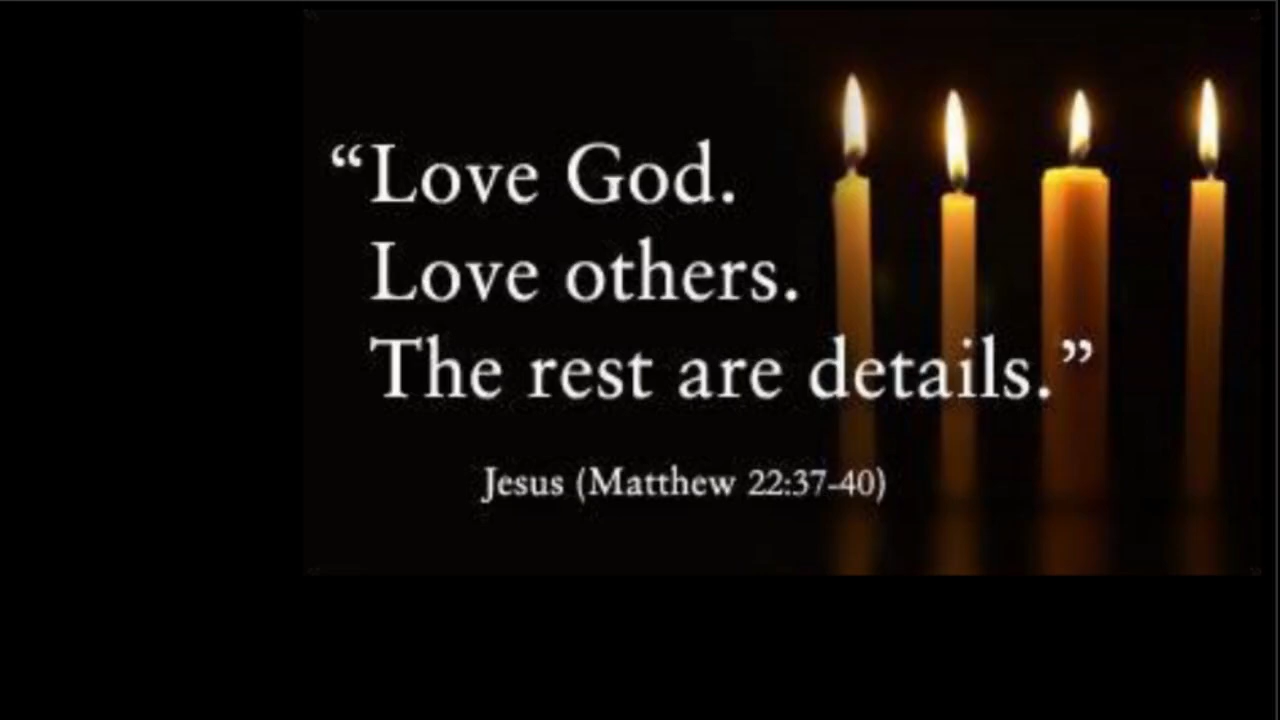 “Love God.
Love others.
The rest are details.”
Jesus (Matthew 22:37-40)